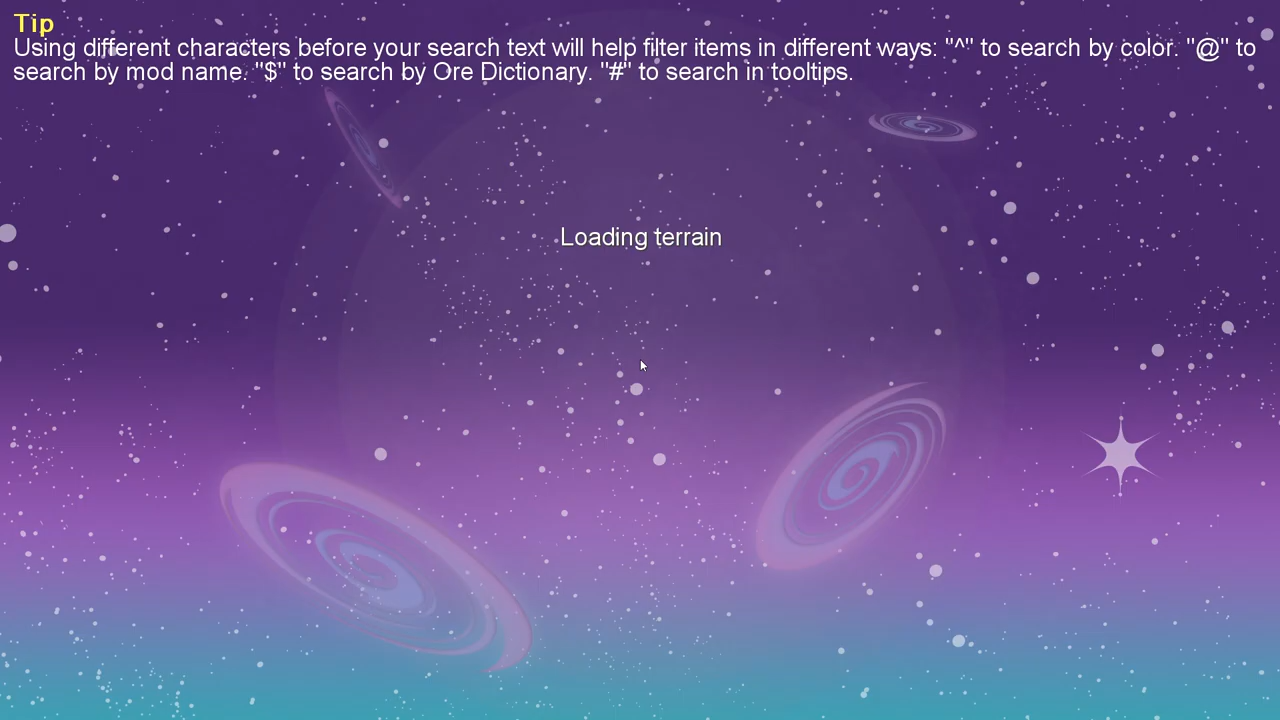 Tip
Using different characters before your search text will help filter items in different ways: "^" to search by color. "@" to
search by mod name. "$" to search by Ore Dictionary. "#" to search in tooltips.
Loading terrain